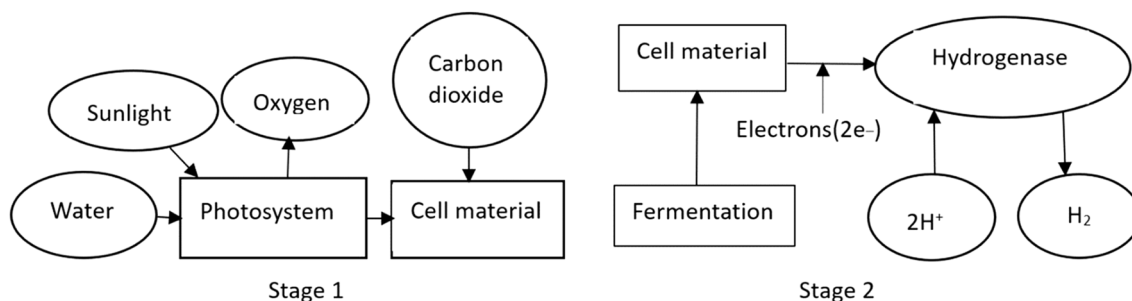 Sunlight
Oxygen
Carbon
dioxide
Water
Photosystem
Cell material
Stage 1
Cell material
Hydrogenase
Electrons(2e–)
Fermentation
2H⁺
H₂
Stage 2